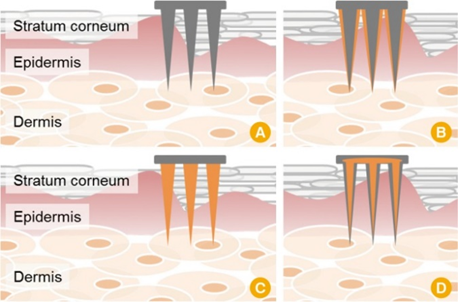 Stratum corneum
Epidermis
Dermis
A
B
Stratum corneum
Epidermis
Dermis
C
D